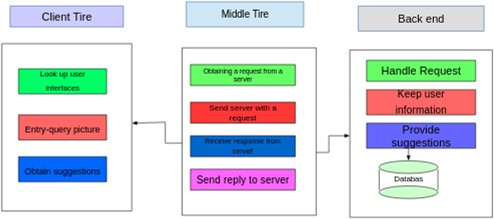 Client Tire
Middle Tire
Back end
Look up user
interfaces
Entry-query picture
Obtain suggestions
Obtaining a request from a
server
Send server with a
request
Receive response from
server
Send reply to server
Handle Request
Keep user
information
Provide
suggestions
Databas